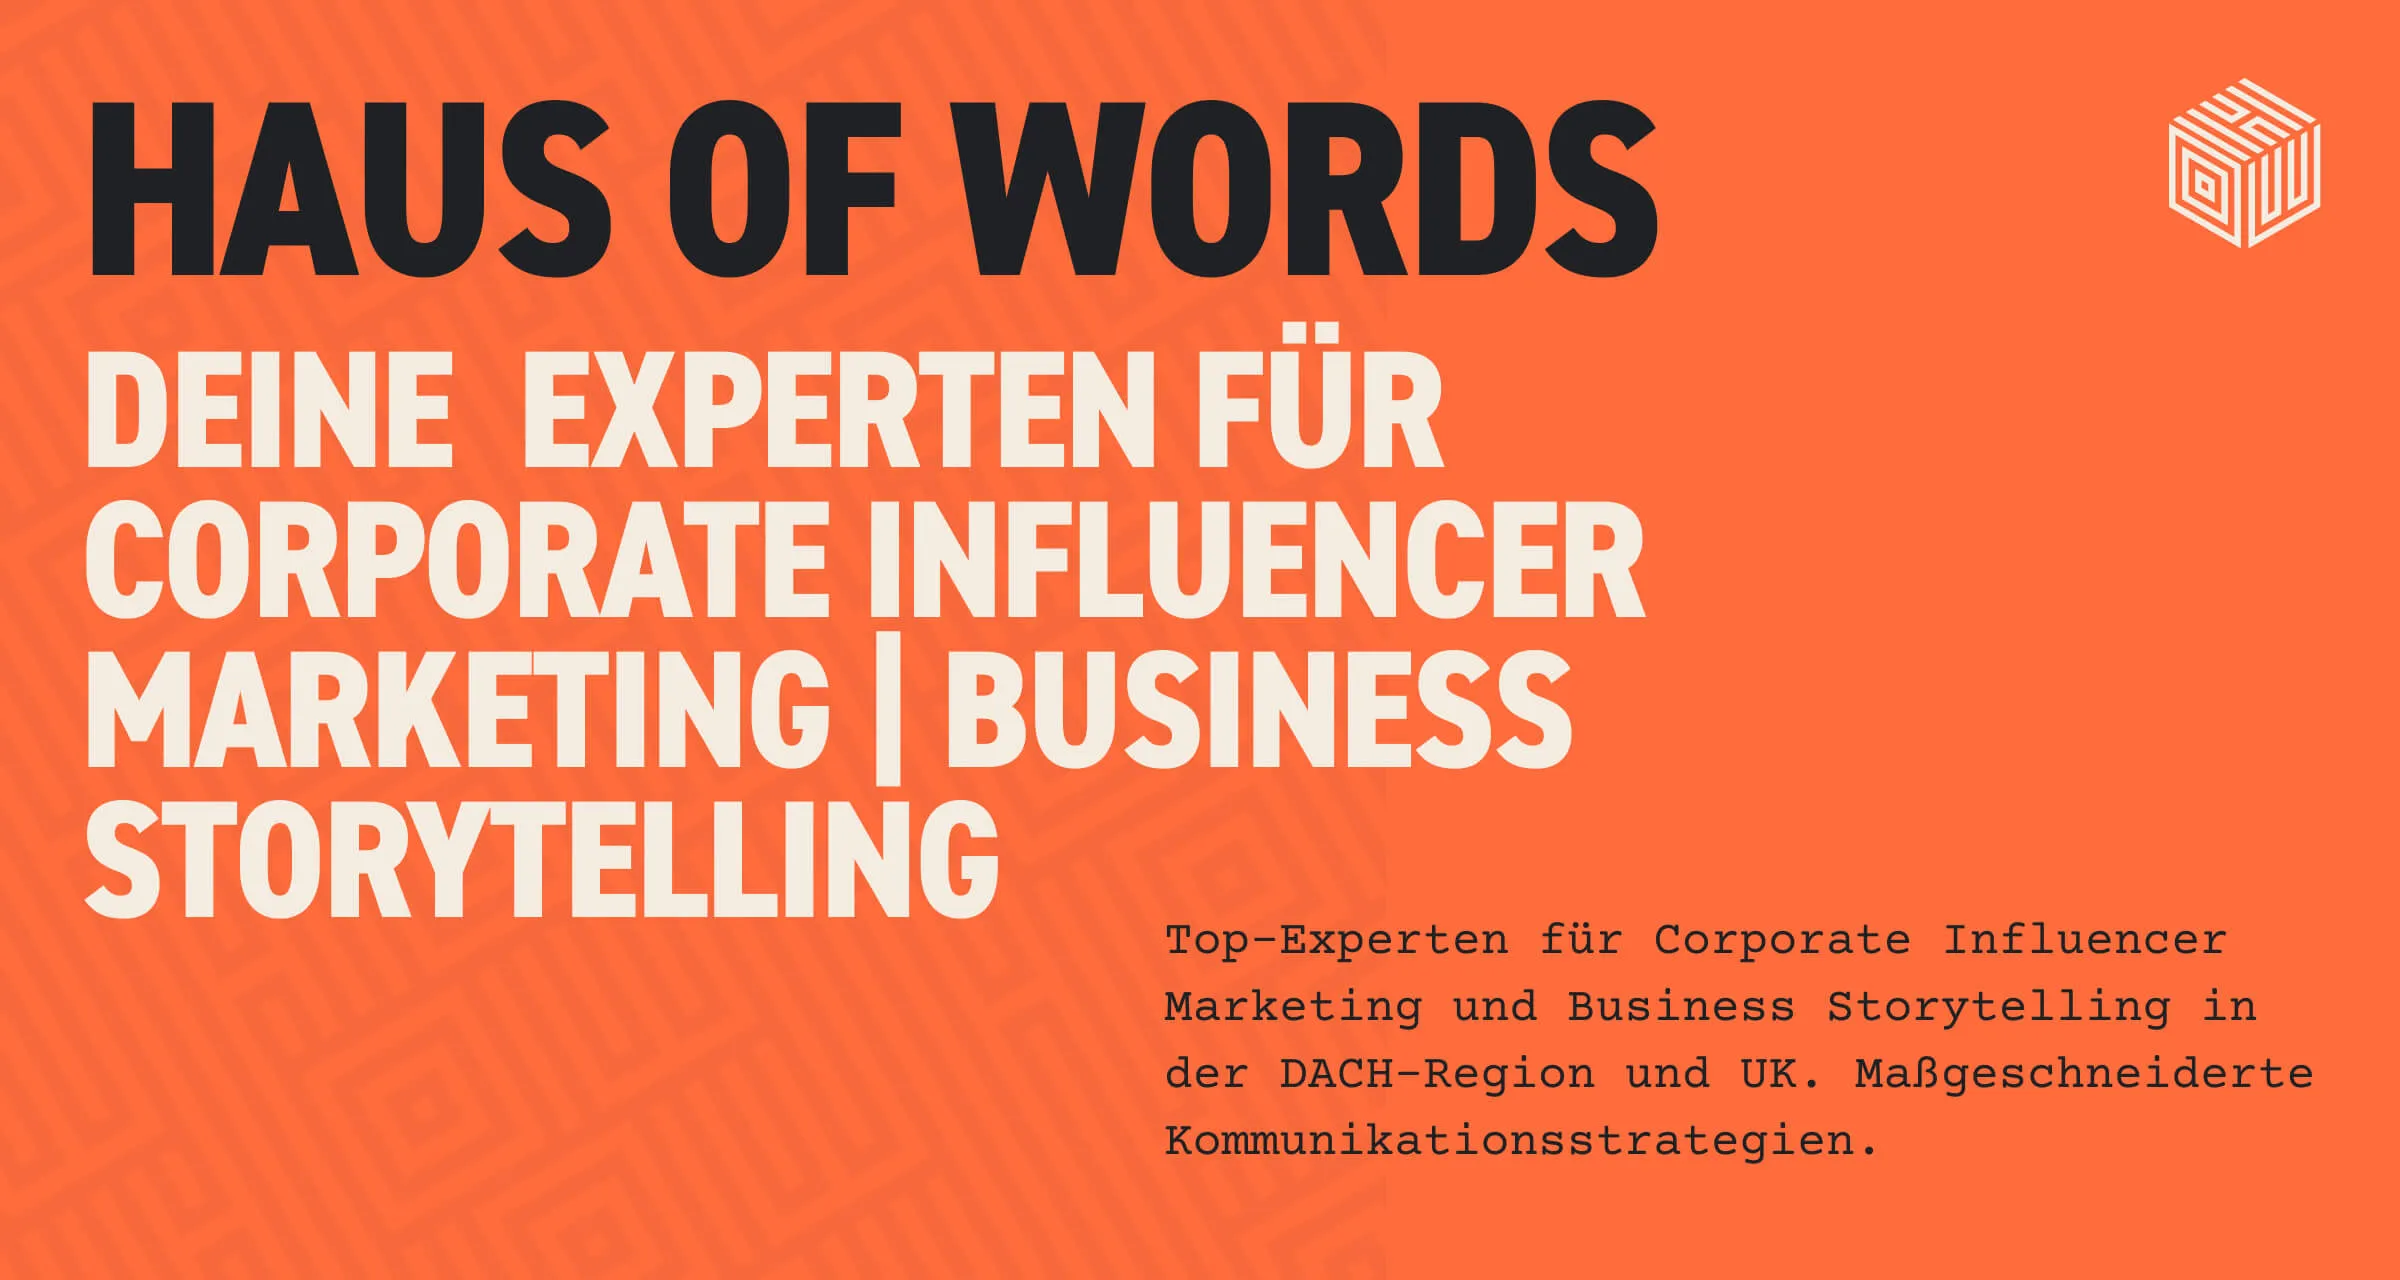 HAUS OF WORDS
DEINE  EXPERTEN FÜR
CORPORATE INFLUENCER
MARKETING | BUSINESS
STORYTELLING
Top-Experten für Corporate Influencer
Marketing und Business Storytelling in
der DACH-Region und UK. Maßgeschneiderte
Kommunikationsstrategien.